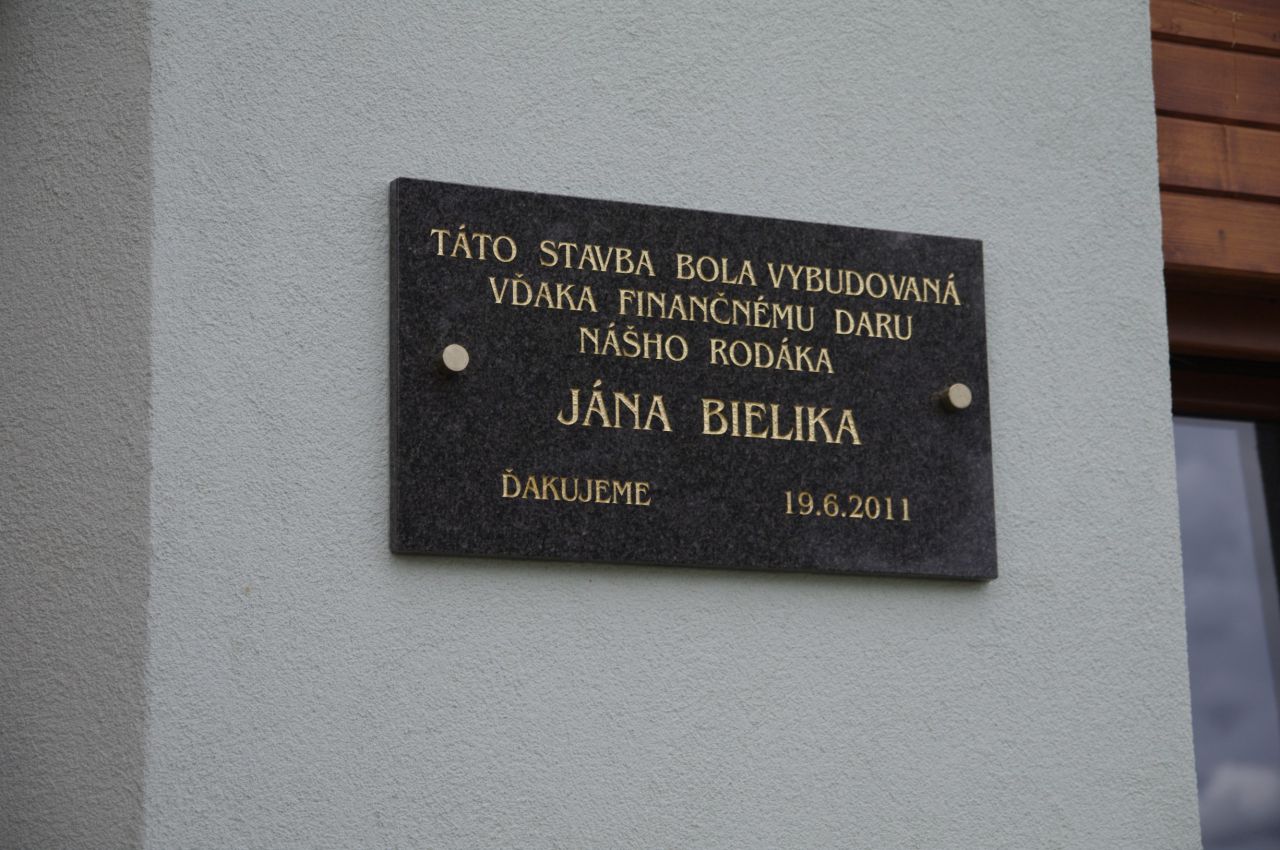 TÁTO STAVBA BOLA VYBUDOVANÁ
VĎAKA FINANČNÉMU DARU
NÁŠHO RODÁKA
JÁNA BIELIKA
ĎAKUJEME 19.6.2011